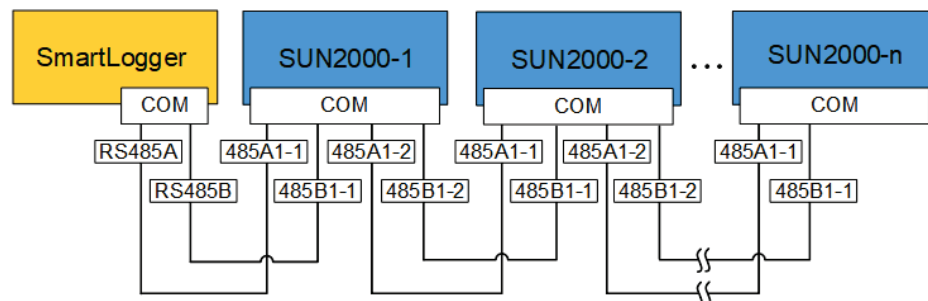 SmartLogger
SUN2000-1
SUN2000-2
...
SUN2000-n
COM
COM
COM
COM
RS485A
485A1-1
485A1-2
485A1-1
485A1-2
485A1-1
RS485B
485B1-1
485B1-2
485B1-1
485B1-2
485B1-1